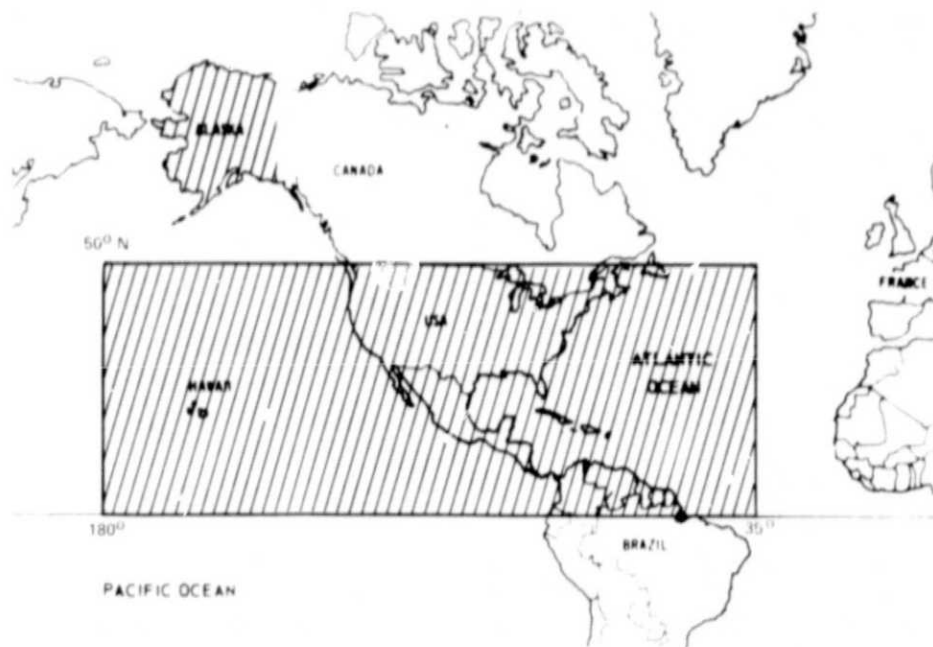 ALASKA
CANADA
50° N
FRANCE
USA
ATLANTIC
OCEAN
HAWAII
180°
35°
BRAZIL
PACIFIC OCEAN